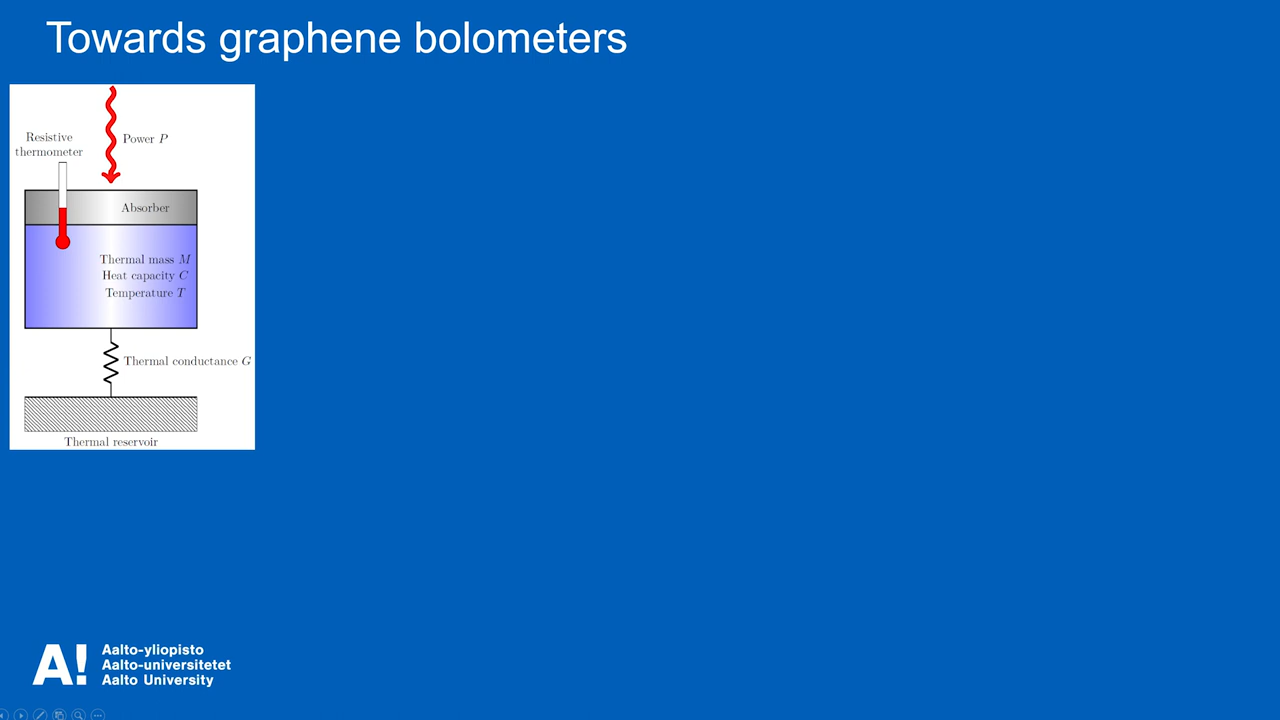 Towards graphene bolometers
Resistive
thermometer
Power P
Absorber
Thermal mass M
Heat capacity C
Temperature T
Thermal conductance G
Thermal reservoir
A!
Aalto-yliopisto
Aalto-universitetet
Aalto University